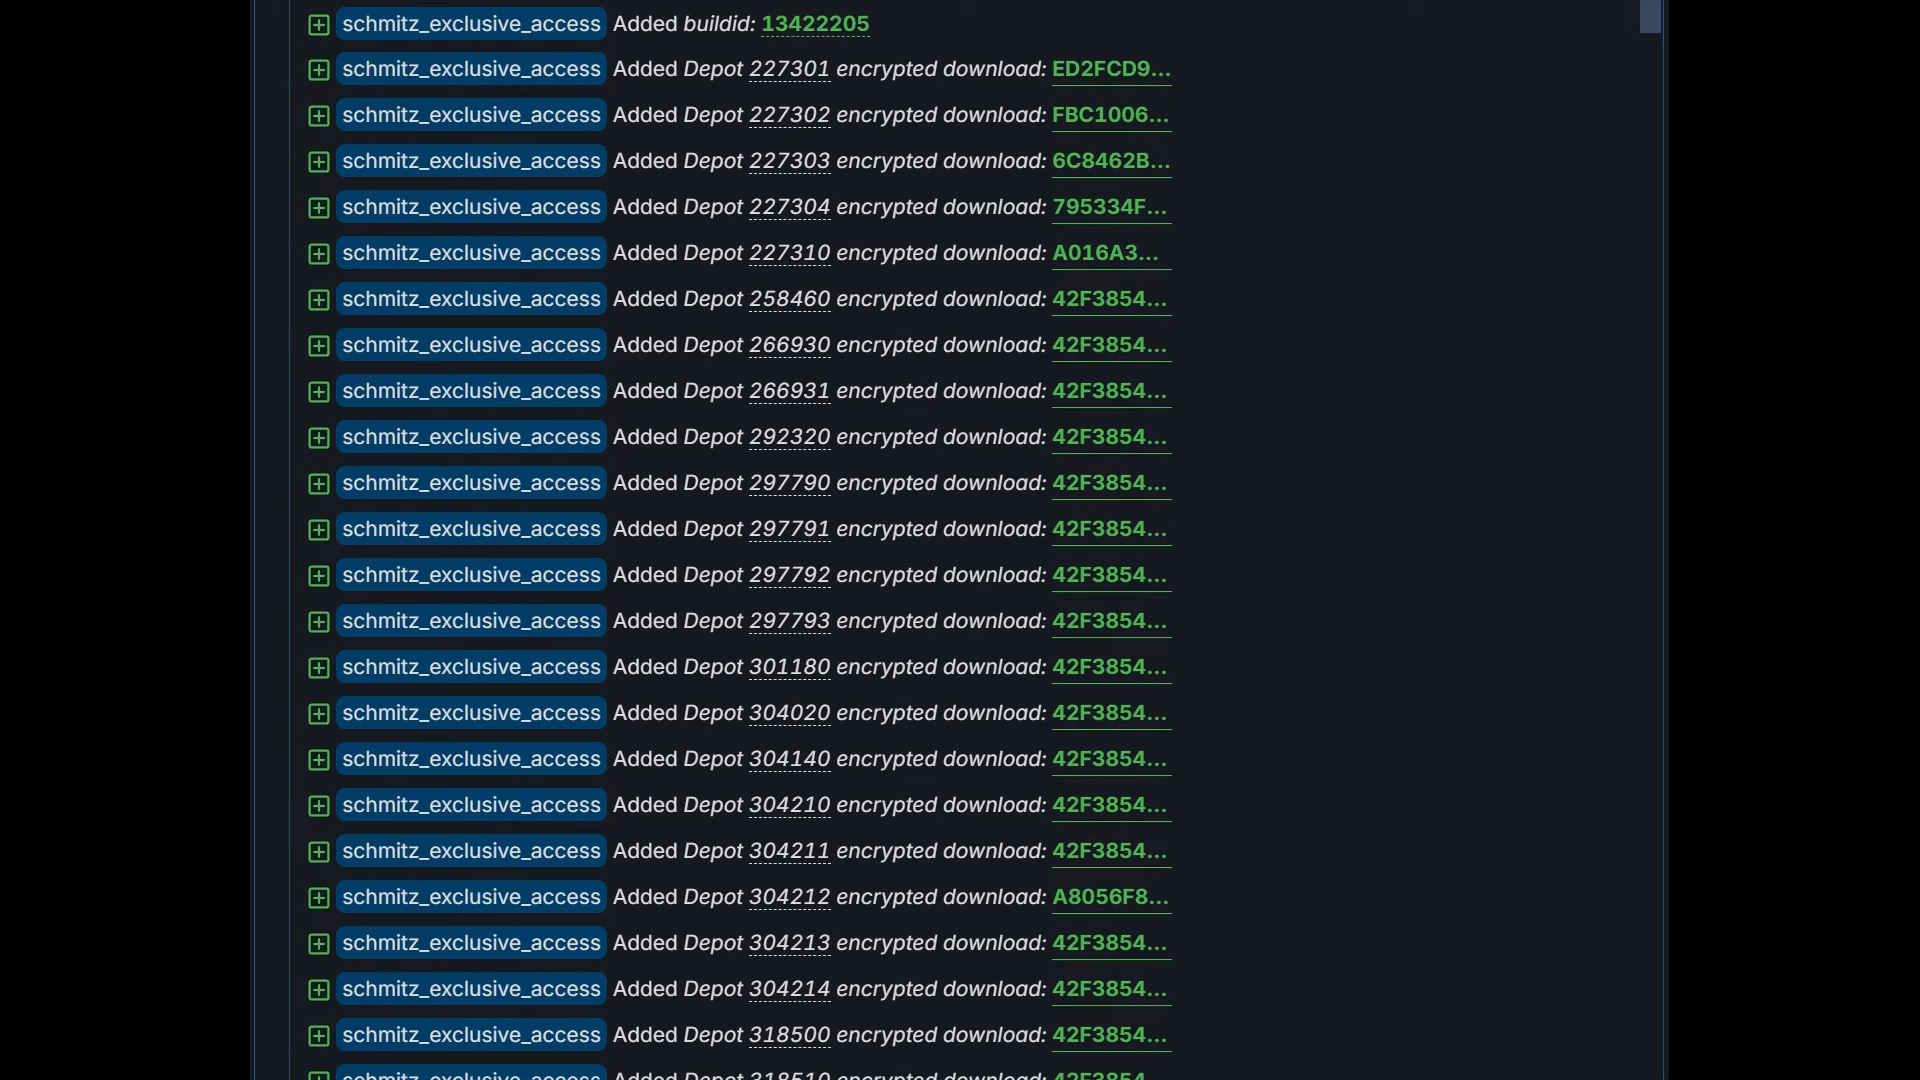 schmitz_exclusive_access Added buildid: 13422205
schmitz_exclusive_access Added Depot 227301 encrypted download: ED2FCD9...
schmitz_exclusive_access Added Depot 227302 encrypted download: FBC1006...
schmitz_exclusive_access Added Depot 227303 encrypted download: 6C8462B...
schmitz_exclusive_access Added Depot 227304 encrypted download: 795334F...
schmitz_exclusive_access Added Depot 227310 encrypted download: A016A3...
schmitz_exclusive_access Added Depot 258460 encrypted download: 42F3854...
schmitz_exclusive_access Added Depot 266930 encrypted download: 42F3854...
schmitz_exclusive_access Added Depot 266931 encrypted download: 42F3854...
schmitz_exclusive_access Added Depot 292320 encrypted download: 42F3854...
schmitz_exclusive_access Added Depot 297790 encrypted download: 42F3854...
schmitz_exclusive_access Added Depot 297791 encrypted download: 42F3854...
schmitz_exclusive_access Added Depot 297792 encrypted download: 42F3854...
schmitz_exclusive_access Added Depot 297793 encrypted download: 42F3854...
schmitz_exclusive_access Added Depot 301180 encrypted download: 42F3854...
schmitz_exclusive_access Added Depot 304020 encrypted download: 42F3854...
schmitz_exclusive_access Added Depot 304140 encrypted download: 42F3854...
schmitz_exclusive_access Added Depot 304210 encrypted download: 42F3854...
schmitz_exclusive_access Added Depot 304211 encrypted download: 42F3854...
schmitz_exclusive_access Added Depot 304212 encrypted download: A8056F8...
schmitz_exclusive_access Added Depot 304213 encrypted download: 42F3854...
schmitz_exclusive_access Added Depot 304214 encrypted download: 42F3854...
schmitz_exclusive_access Added Depot 318500 encrypted download: 42F3854...
schmitz_exclusive_access Added Depot 318510 encrypted download: 42F3854...